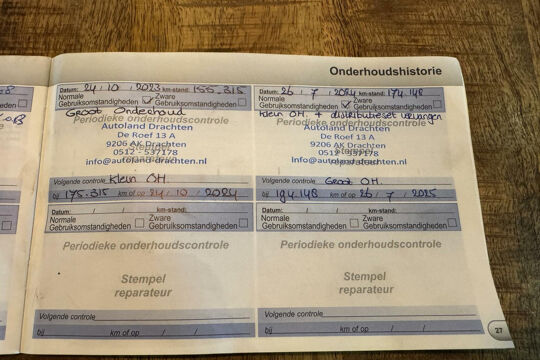 Onderhoudshistorie
Datum: 24 / 10 / 2023 km-stand: 155.315
Normale Gebruiksomstandigheden
Zware Gebruiksomstandigheden
Groot Onderhoud
Periodieke onderhoudscontrole
Autoland Drachten
De Roef 13 A
9206 AK Drachten
0512 - 537178
info@autolanddrachten.nl
Volgende controle Klein OH.
bij 175.315 km of op 24 / 10 / 2024
Datum: 26 / 7 / 2024 km-stand: 174.148
Normale Gebruiksomstandigheden
Zware Gebruiksomstandigheden
Klein OH. + distributieset vervangen
Periodieke onderhoudscontrole
Autoland Drachten
De Roef 13 A
9206 AK Drachten
0512 - 537178
info@autolanddrachten.nl
Volgende controle Groot OH.
bij 194.148 km of op 26 / 7 / 2025
Datum: / / km-stand:
Normale Gebruiksomstandigheden
Zware Gebruiksomstandigheden
Periodieke onderhoudscontrole
Stempel
reparateur
Volgende controle
bij km of op / /
Datum: / / km-stand:
Normale Gebruiksomstandigheden
Zware Gebruiksomstandigheden
Periodieke onderhoudscontrole
Stempel
reparateur
Volgende controle
bij km of op / /
27